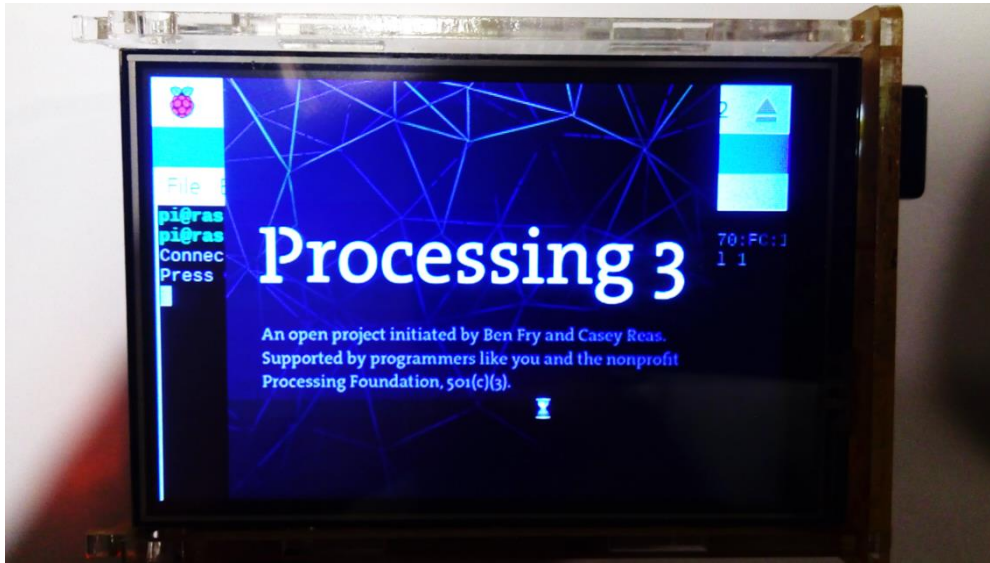 2
File E
pi@ras
pi@ras
Connec
Press
70:FC:1
l 1
Processing 3
An open project initiated by Ben Fry and Casey Reas.
Supported by programmers like you and the nonprofit
Processing Foundation, 501(c)(3).